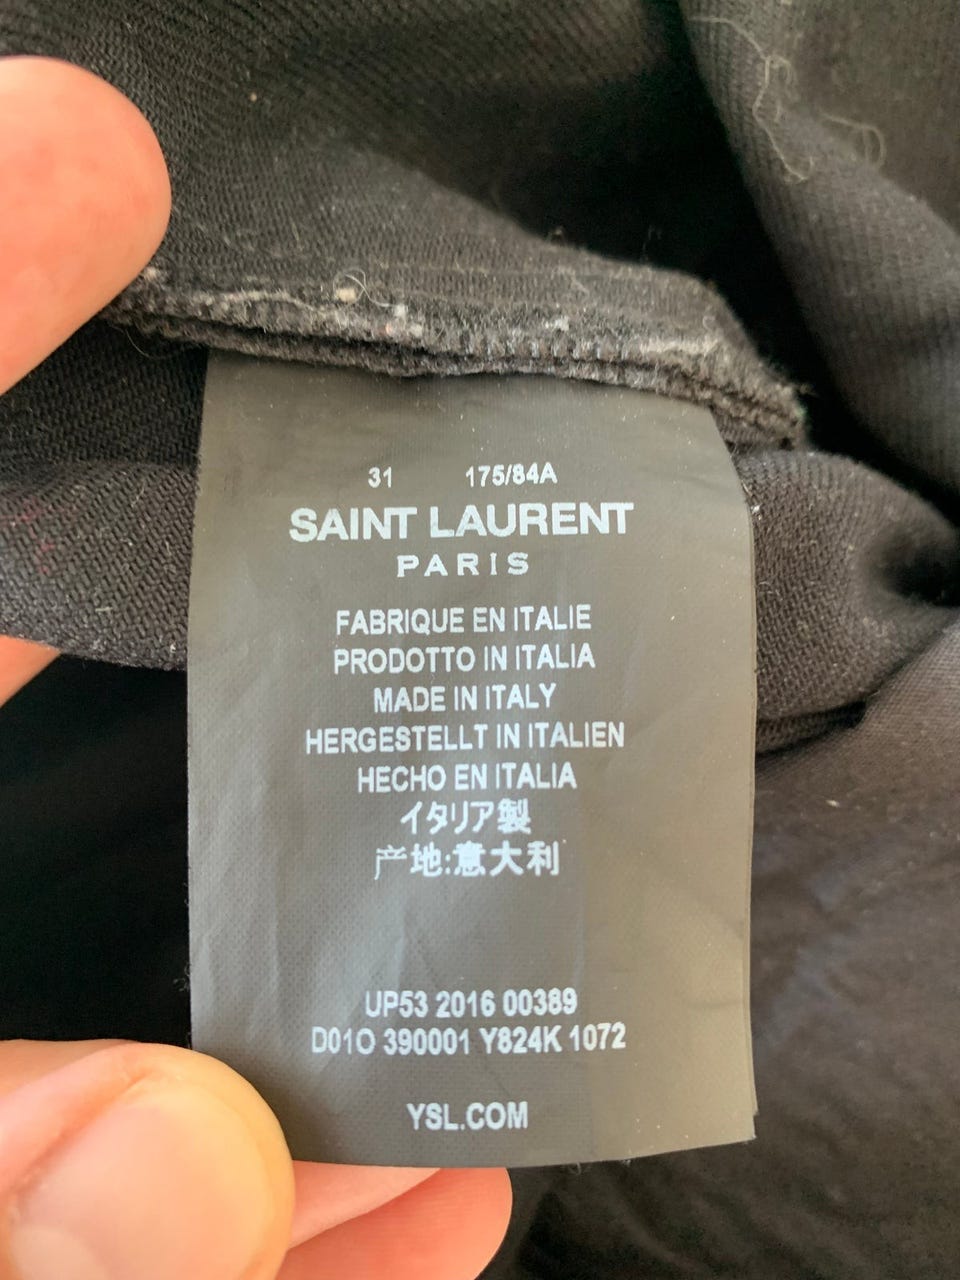 31 175/84A
SAINT LAURENT
PARIS
FABRIQUE EN ITALIE
PRODOTTO IN ITALIA
MADE IN ITALY
HERGESTELLT IN ITALIEN
HECHO EN ITALIA
イタリア製
产地:意大利
UP53 2016 00389
D01O 390001 Y824K 1072
YSL.COM